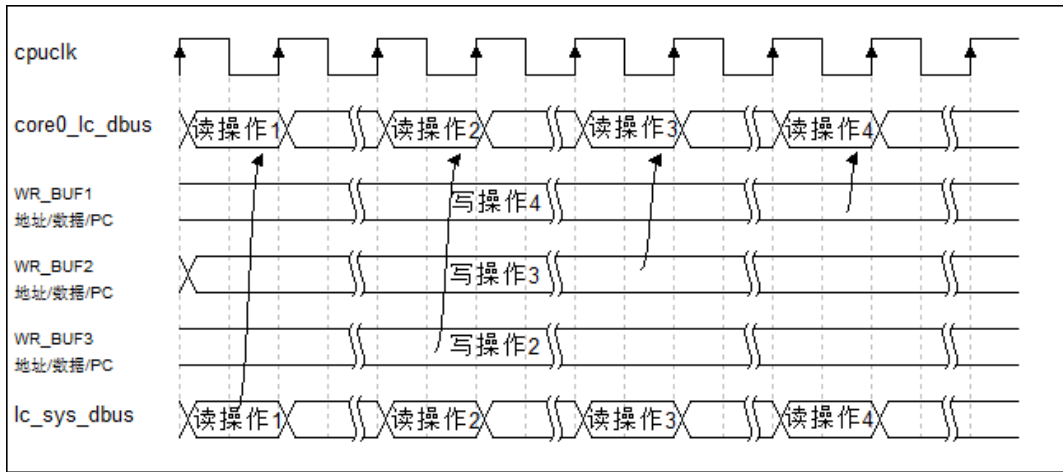 cpuclk
core0_lc_dbus 读操作1 读操作2 读操作3 读操作4
WR_BUF1
地址/数据/PC
写操作4
WR_BUF2
地址/数据/PC
写操作3
WR_BUF3
地址/数据/PC
写操作2
lc_sys_dbus 读操作1 读操作2 读操作3 读操作4